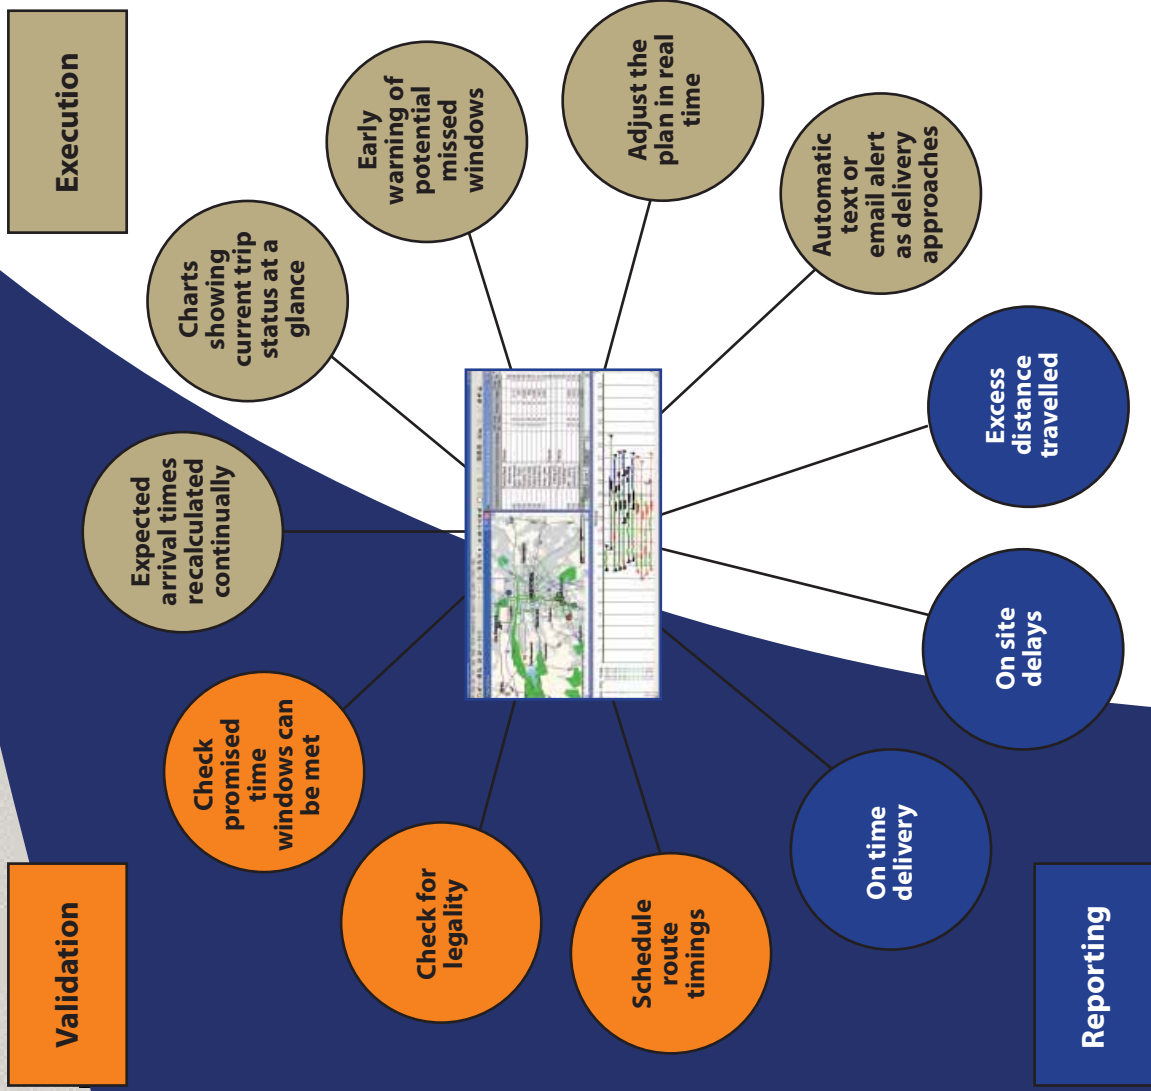 Validation
Execution
Reporting
Schedule
route
timings
Check for
legality
Check
promised
time
windows can
be met
Expected
arrival times
recalculated
continually
Charts
showing
current trip
status at a
glance
Early
warning of
potential
missed
windows
Adjust the
plan in real
time
Automatic
text or
email alert
as delivery
approaches
Excess
distance
travelled
On site
delays
On time
delivery